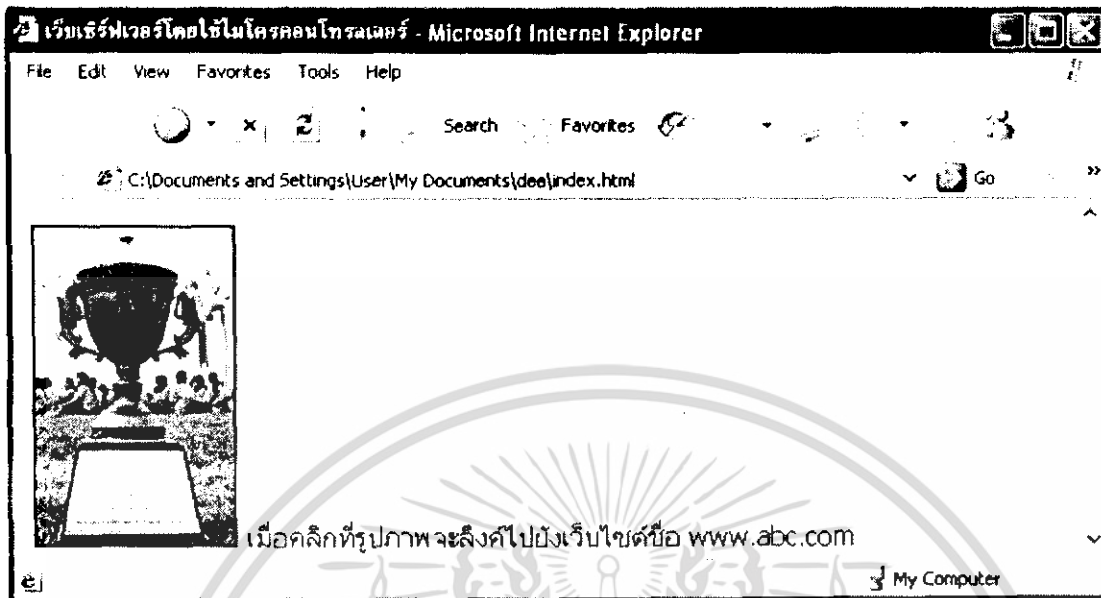 เว็บเซิร์ฟเวอร์โดยใช้ไมโครคอนโทรลเลอร์ - Microsoft Internet Explorer
File Edit View Favorites Tools Help
Search Favorites
C:\Documents and Settings\User\My Documents\dee\index.html Go »
เมื่อคลิกที่รูปภาพจะลิงค์ไปยังเว็บไซต์ชื่อ www.abc.com
My Computer